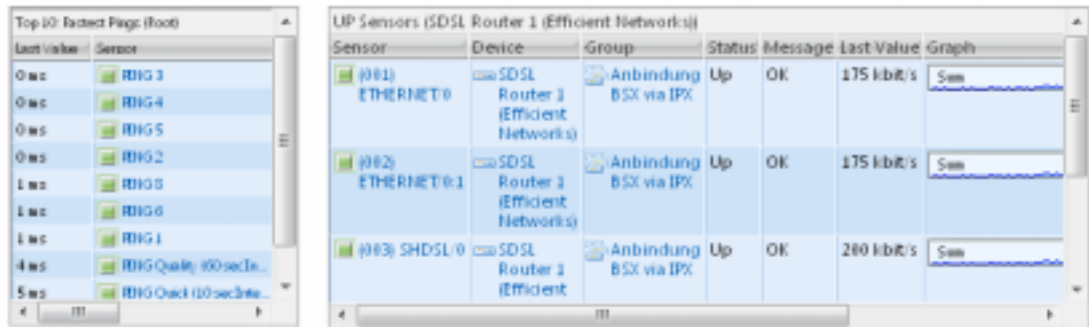 Top 10: Fastest Pings (Root)
Last Value Sensor
0 ms PING 3
0 ms PING 4
0 ms PING 5
0 ms PING 2
1 ms PING 8
1 ms PING 6
1 ms PING 1
4 ms PING Quality (60 sec In...
5 ms PING Quick (10 sec Inte...
UP Sensors (SDSL Router 1 (Efficient Networks))
Sensor Device Group Status Message Last Value Graph
(001) SDSL Anbindung Up OK 175 kbit/s Sum
ETHERNET/0 Router 1 BSX via IPX
(Efficient
Networks)
(002) SDSL Anbindung Up OK 175 kbit/s Sum
ETHERNET/0:1 Router 1 BSX via IPX
(Efficient
Networks)
(003) SHDSL/0 SDSL Anbindung Up OK 200 kbit/s Sum
Router 1 BSX via IPX
(Efficient